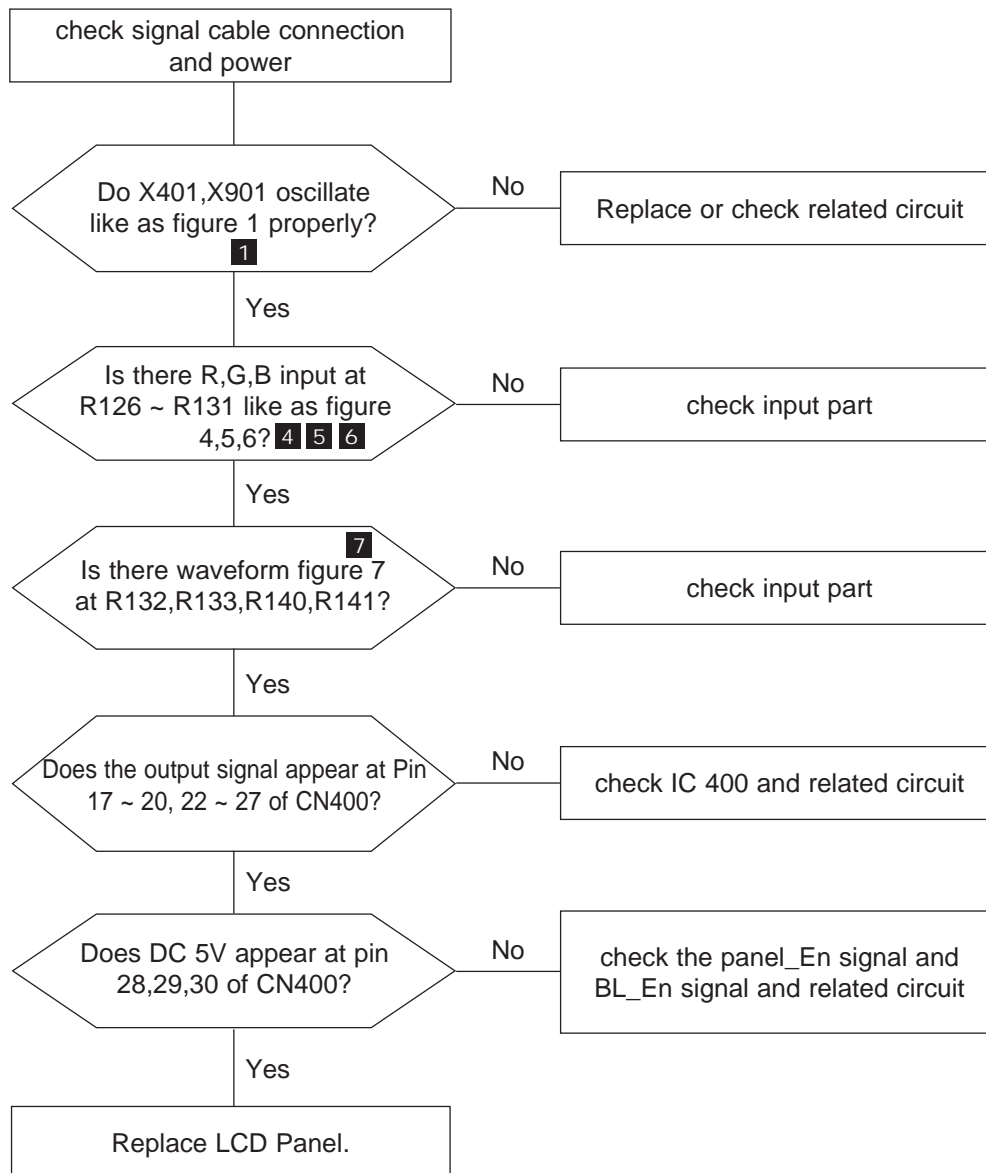 check signal cable connection
and power
Do X401,X901 oscillate
like as figure 1 properly?
1
No
Replace or check related circuit
Yes
Is there R,G,B input at
R126 ~ R131 like as figure
4,5,6? 4 5 6
No
check input part
Yes
7
Is there waveform figure 7
at R132,R133,R140,R141?
No
check input part
Yes
Does the output signal appear at Pin
17 ~ 20, 22 ~ 27 of CN400?
No
check IC 400 and related circuit
Yes
Does DC 5V appear at pin
28,29,30 of CN400?
No
check the panel_En signal and
BL_En signal and related circuit
Yes
Replace LCD Panel.